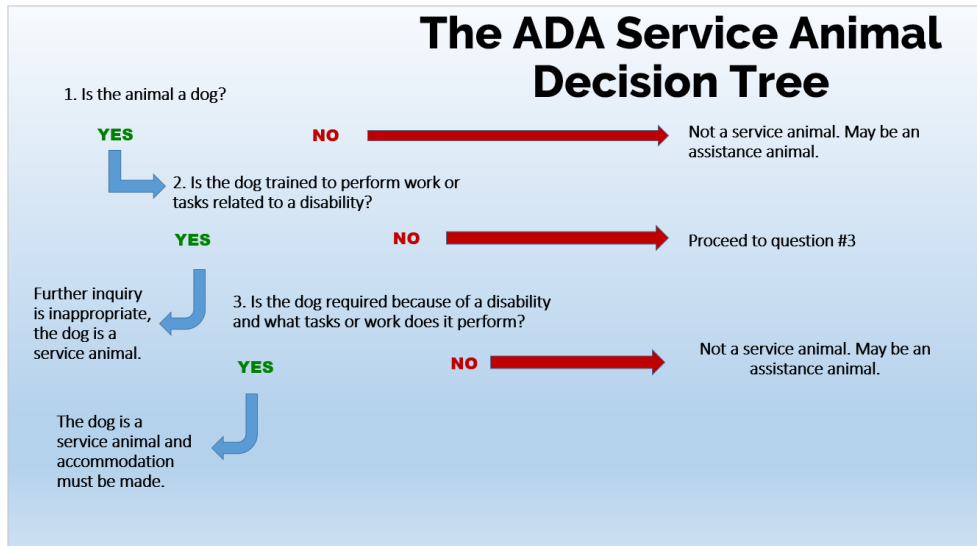 The ADA Service Animal
Decision Tree
1. Is the animal a dog?
YES
NO
Not a service animal. May be an
assistance animal.
2. Is the dog trained to perform work or
tasks related to a disability?
YES
NO
Proceed to question #3
Further inquiry
is inappropriate,
the dog is a
service animal.
3. Is the dog required because of a disability
and what tasks or work does it perform?
YES
NO
Not a service animal. May be an
assistance animal.
The dog is a
service animal and
accommodation
must be made.